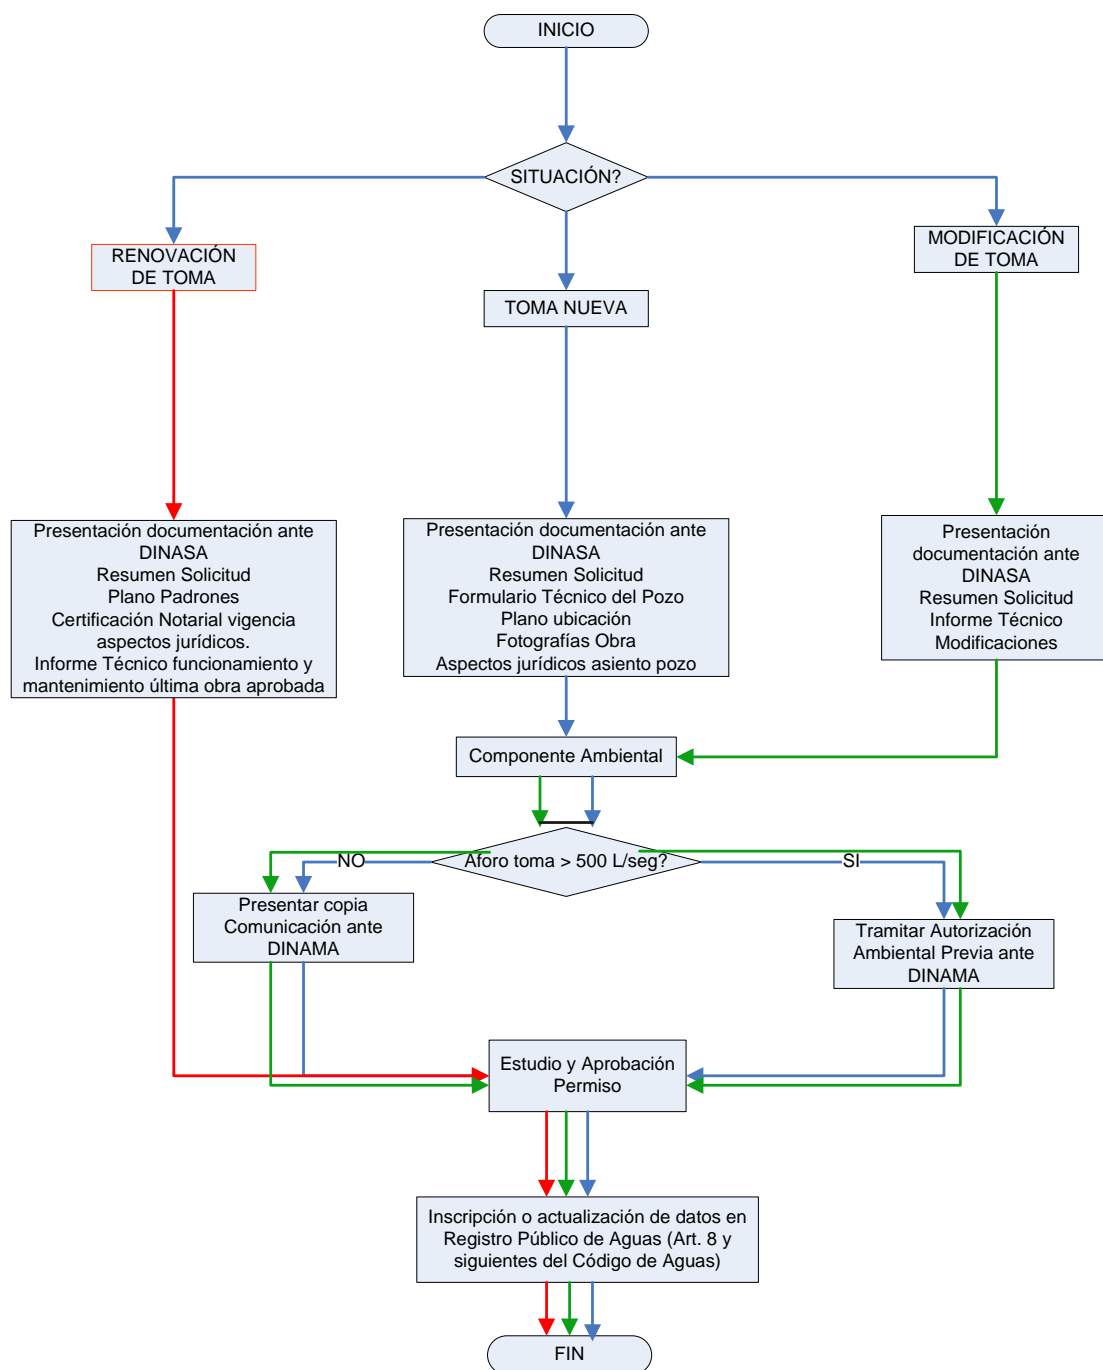 INICIO
SITUACIÓN?
RENOVACIÓN
DE TOMA
TOMA NUEVA
MODIFICACIÓN
DE TOMA
Presentación documentación ante
DINASA
Resumen Solicitud
Plano Padrones
Certificación Notarial vigencia
aspectos jurídicos.
Informe Técnico funcionamiento y
mantenimiento última obra aprobada
Presentación documentación ante
DINASA
Resumen Solicitud
Formulario Técnico del Pozo
Plano ubicación
Fotografías Obra
Aspectos jurídicos asiento pozo
Presentación
documentación ante
DINASA
Resumen Solicitud
Informe Técnico
Modificaciones
Componente Ambiental
Aforo toma > 500 L/seg?
NO
SI
Presentar copia
Comunicación ante
DINAMA
Tramitar Autorización
Ambiental Previa ante
DINAMA
Estudio y Aprobación
Permiso
Inscripción o actualización de datos en
Registro Público de Aguas (Art. 8 y
siguientes del Código de Aguas)
FIN